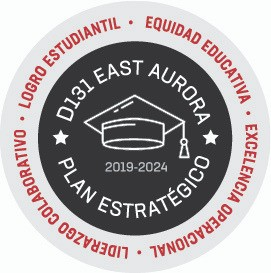 LOGRO ESTUDIANTIL • EQUIDAD EDUCATIVA • EXCELENCIA OPERACIONAL • LIDERAZGO COLABORATIVO •
D131 EAST AURORA
2019-2024
PLAN ESTRATÉGICO